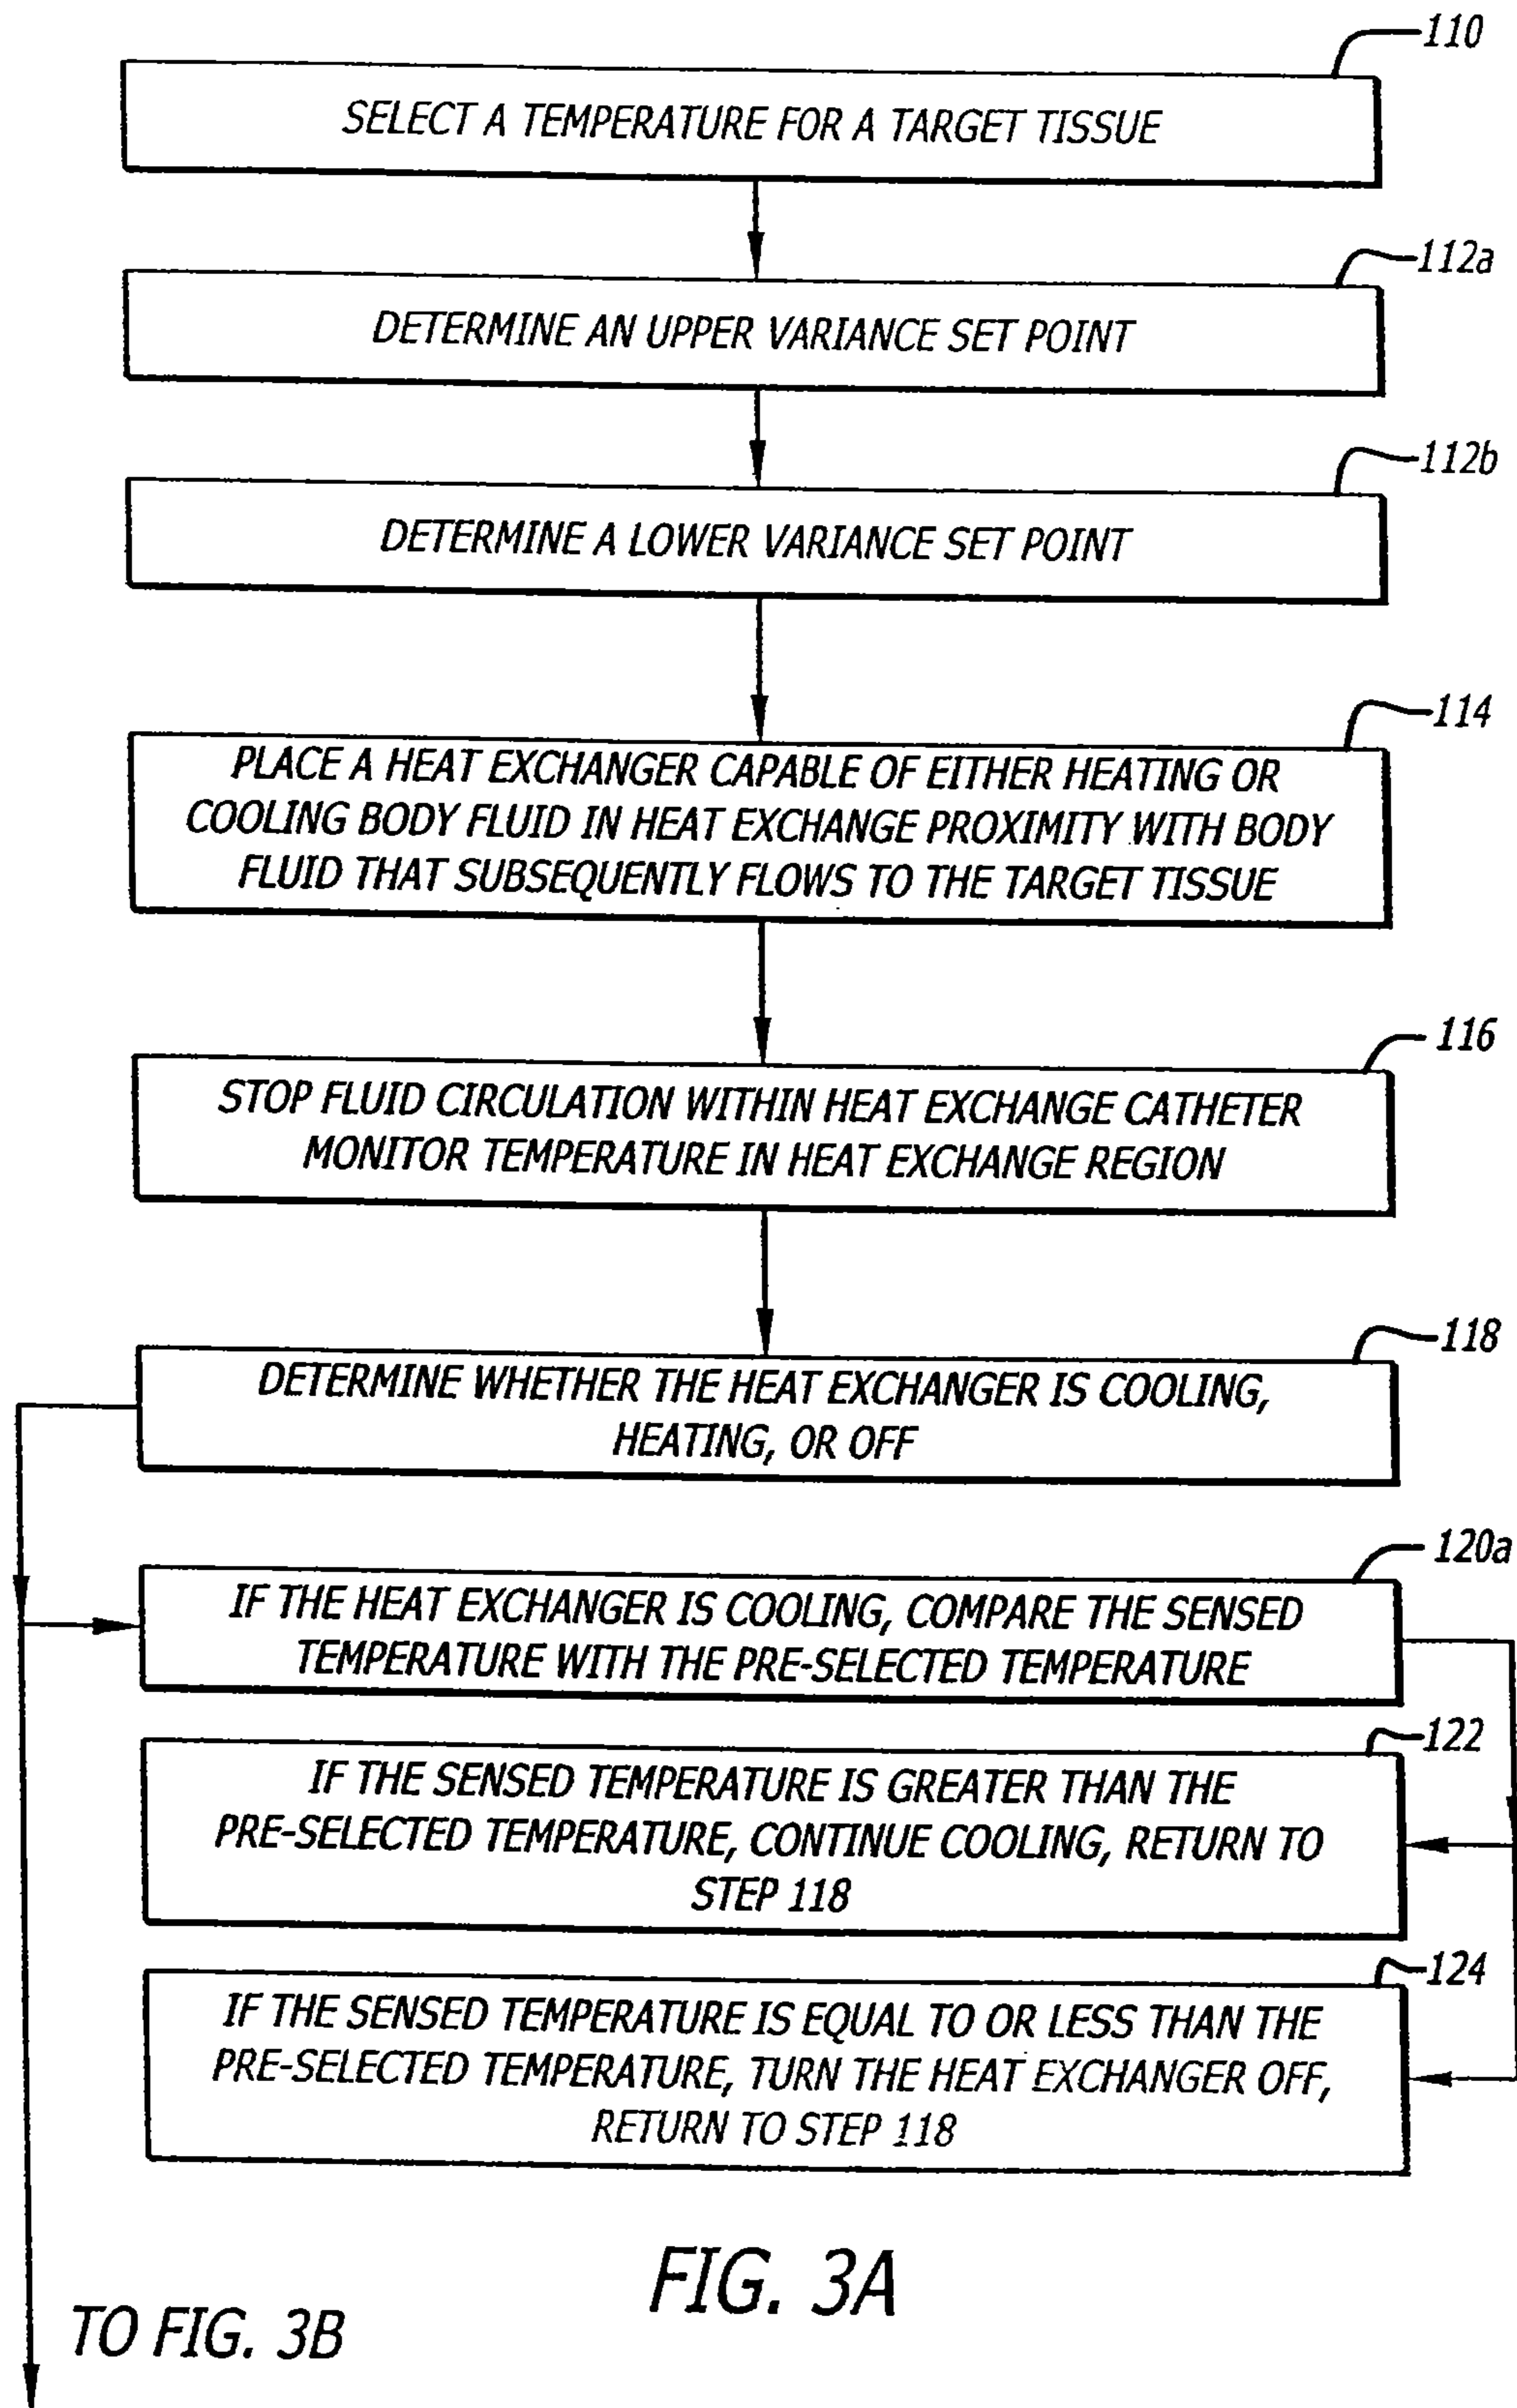 110
SELECT A TEMPERATURE FOR A TARGET TISSUE
112a
DETERMINE AN UPPER VARIANCE SET POINT
112b
DETERMINE A LOWER VARIANCE SET POINT
114
PLACE A HEAT EXCHANGER CAPABLE OF EITHER HEATING OR
COOLING BODY FLUID IN HEAT EXCHANGE PROXIMITY WITH BODY
FLUID THAT SUBSEQUENTLY FLOWS TO THE TARGET TISSUE
116
STOP FLUID CIRCULATION WITHIN HEAT EXCHANGE CATHETER
MONITOR TEMPERATURE IN HEAT EXCHANGE REGION
118
DETERMINE WHETHER THE HEAT EXCHANGER IS COOLING,
HEATING, OR OFF
120a
IF THE HEAT EXCHANGER IS COOLING, COMPARE THE SENSED
TEMPERATURE WITH THE PRE-SELECTED TEMPERATURE
122
IF THE SENSED TEMPERATURE IS GREATER THAN THE
PRE-SELECTED TEMPERATURE, CONTINUE COOLING, RETURN TO
STEP 118
124
IF THE SENSED TEMPERATURE IS EQUAL TO OR LESS THAN THE
PRE-SELECTED TEMPERATURE, TURN THE HEAT EXCHANGER OFF,
RETURN TO STEP 118
FIG. 3A
TO FIG. 3B